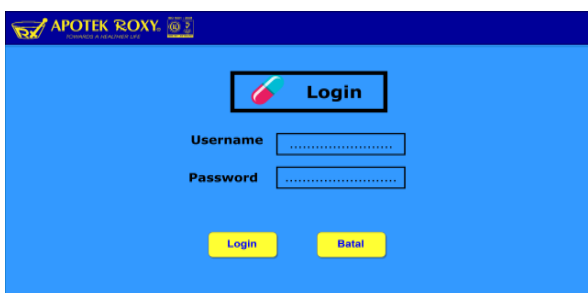 APOTEK ROXY.
TOWARDS A HEALTHIER LIFE
Login
Username ........................
Password ..........................
Login Batal